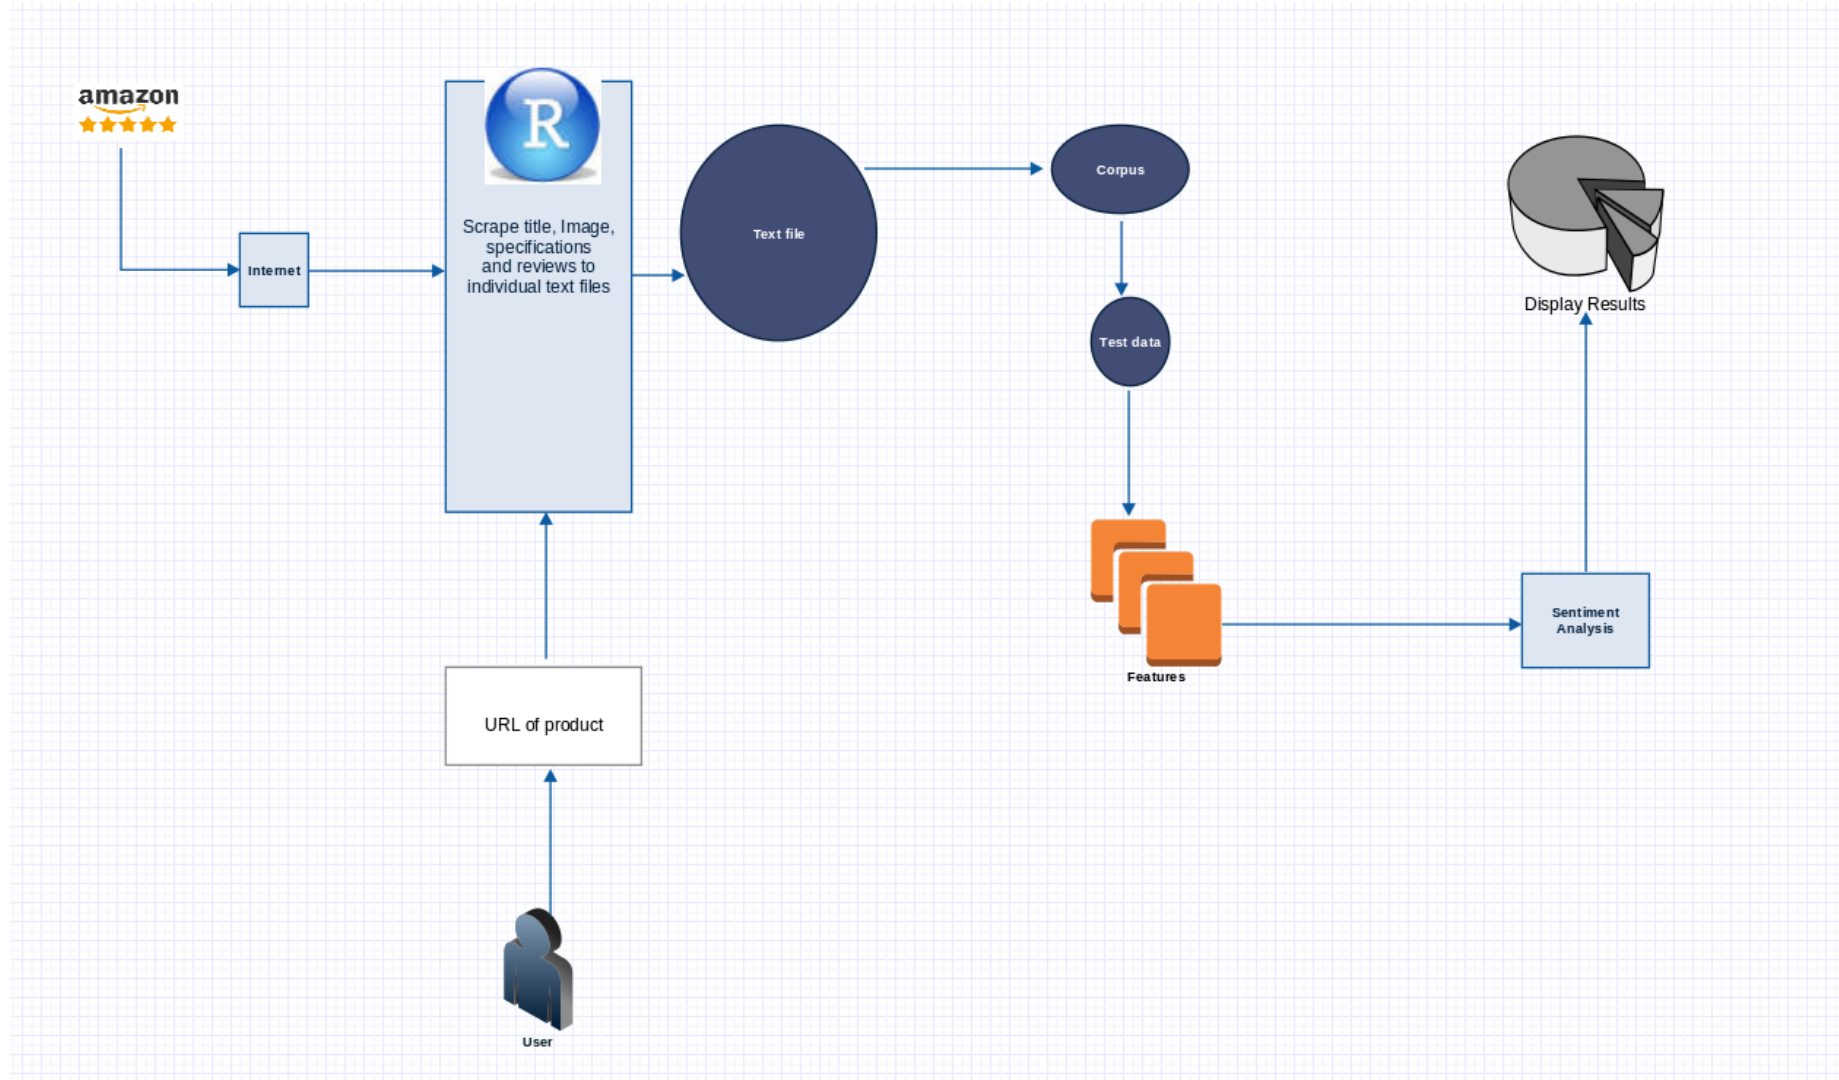 amazon
R
Scrape title, Image,
specifications
and reviews to
individual text files
Internet
Text file
Corpus
Test data
Features
Sentiment
Analysis
Display Results
URL of product
User